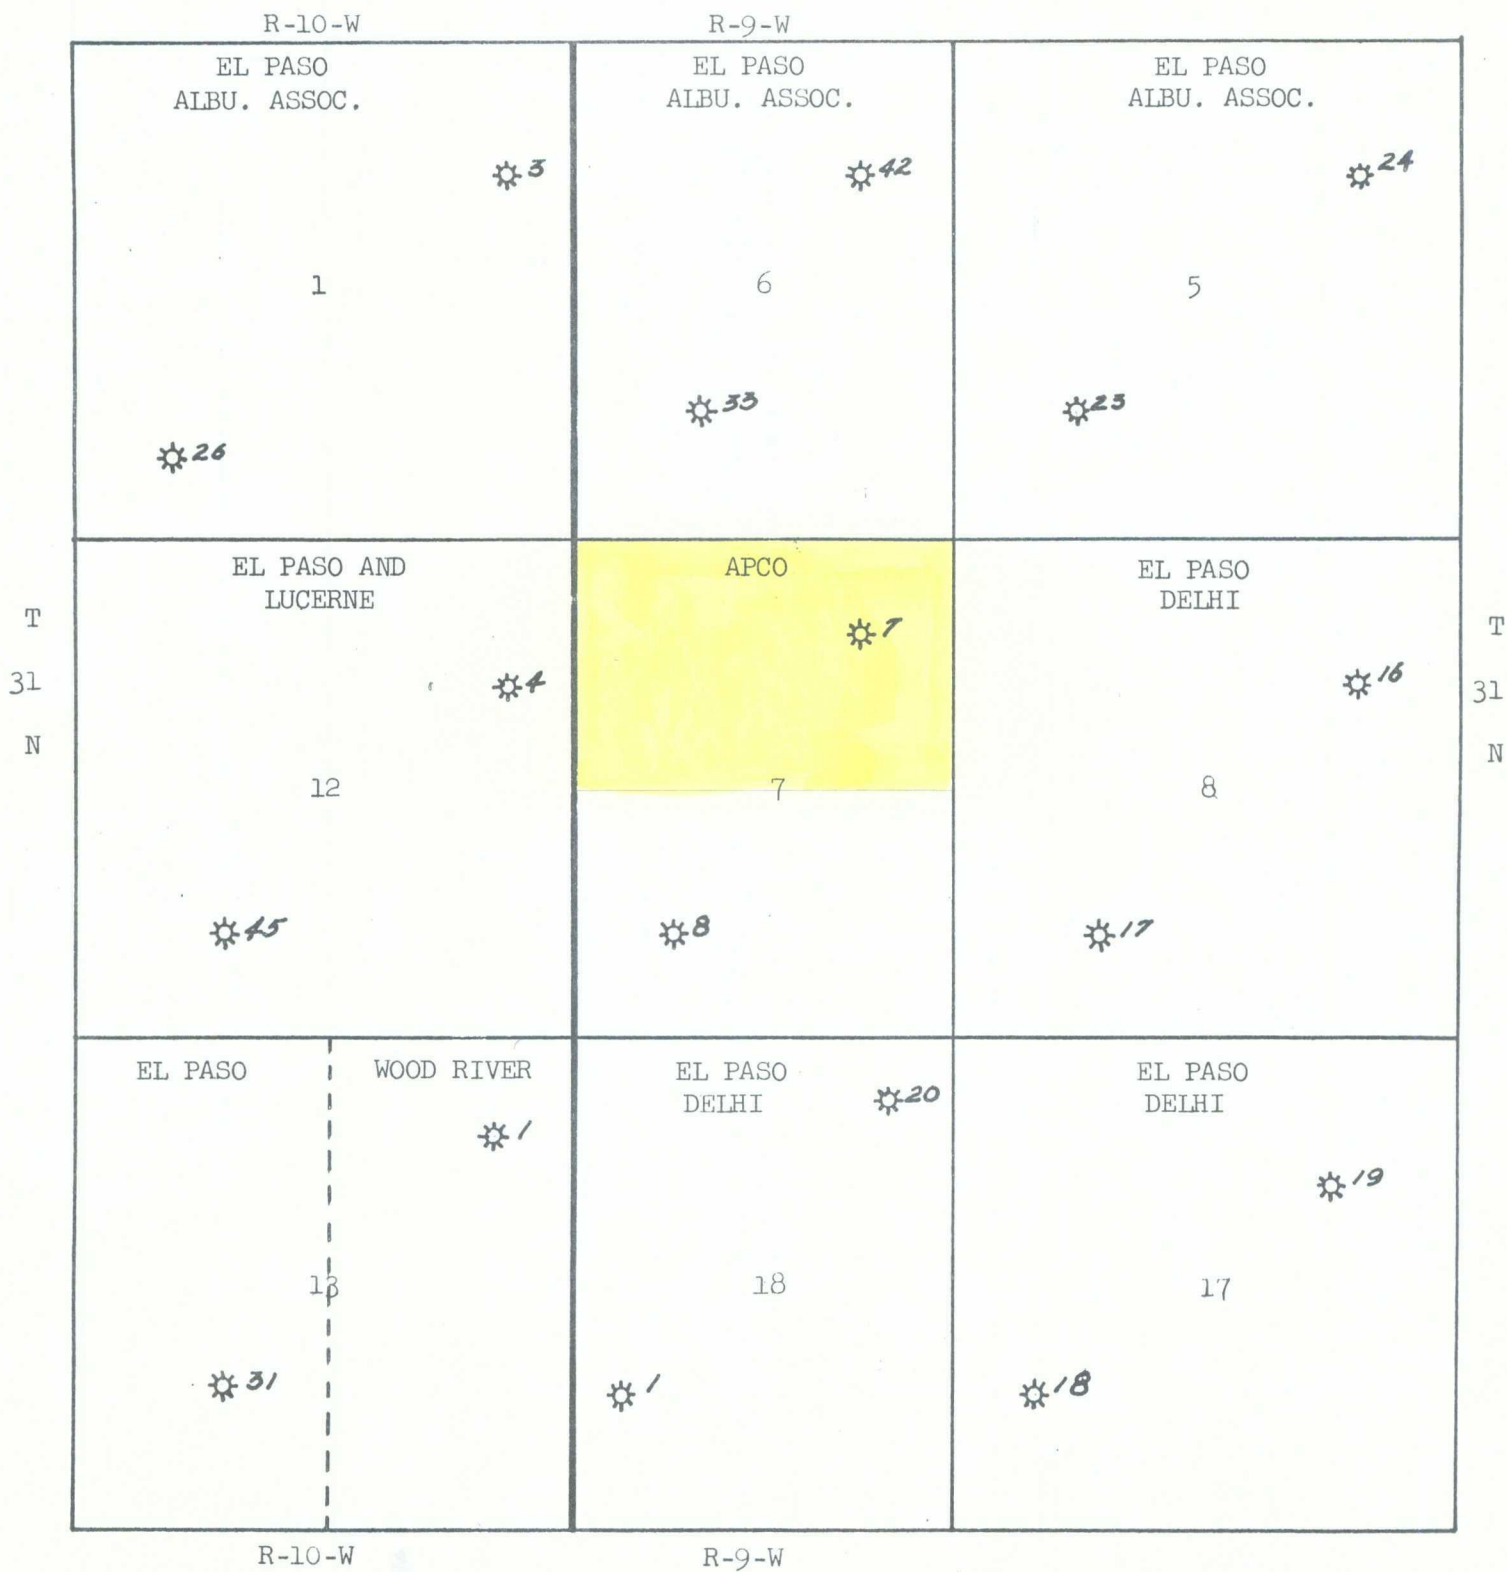 R-10-W
R-9-W
EL PASO
ALBU. ASSOC.
3
1
26
EL PASO
ALBU. ASSOC.
42
6
33
EL PASO
ALBU. ASSOC.
24
5
23
T
31
N
EL PASO AND
LUCERNE
4
12
45
APCO
7
7
8
EL PASO
DELHI
16
8
17
T
31
N
EL PASO
WOOD RIVER
1
13
31
EL PASO
DELHI
20
18
1
EL PASO
DELHI
19
17
18
R-10-W
R-9-W